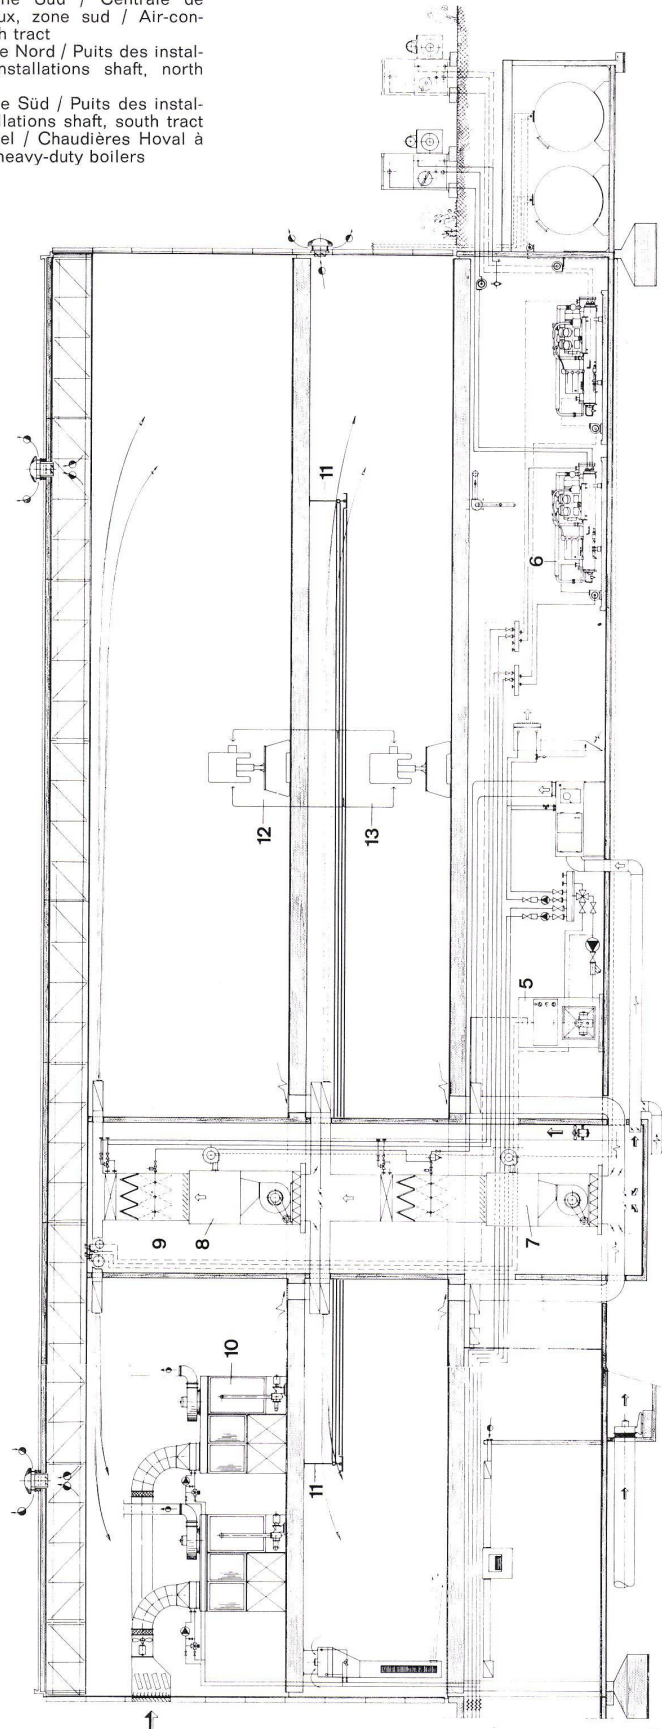 ne Süd / Centrale de
ux, zone sud / Air-con-
h tract
e Nord / Puits des instal-
nstallations shaft, north
e Süd / Puits des instal-
llations shaft, south tract
el / Chaudières Hoval à
heavy-duty boilers
11
6
12
13
5
9
8
7
1
10
11